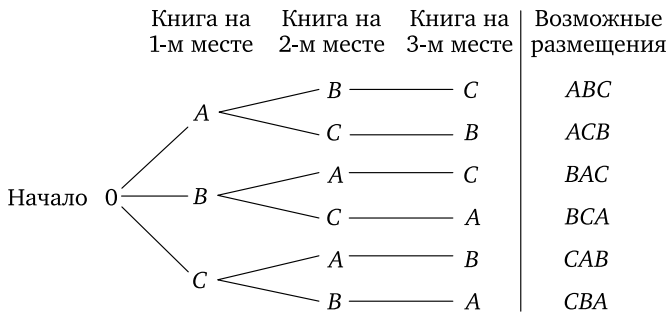 Книга на Книга на Книга на Возможные
1-м месте 2-м месте 3-м месте размещения
B C ABC
A
C B ACB
A C BAC
Начало 0 B
C A BCA
A B CAB
C
B A CBA